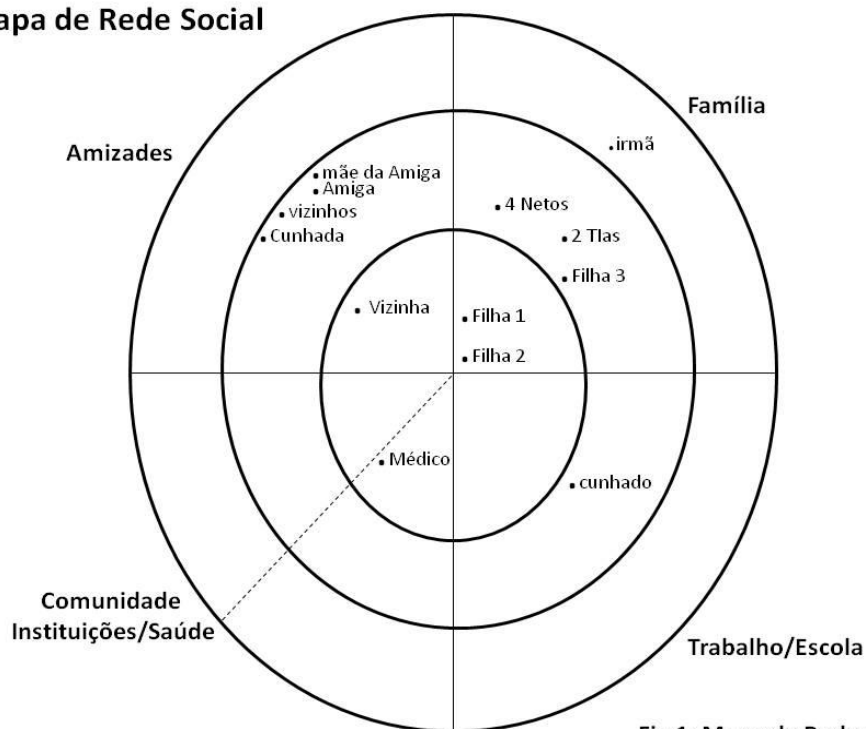 apa de Rede Social
Família
Amizades
irmã
mãe da Amiga
Amiga
vizinhos
Cunhada
4 Netos
2 TIas
Filha 3
Vizinha
Filha 1
Filha 2
Médico
cunhado
Comunidade
Instituições/Saúde
Trabalho/Escola